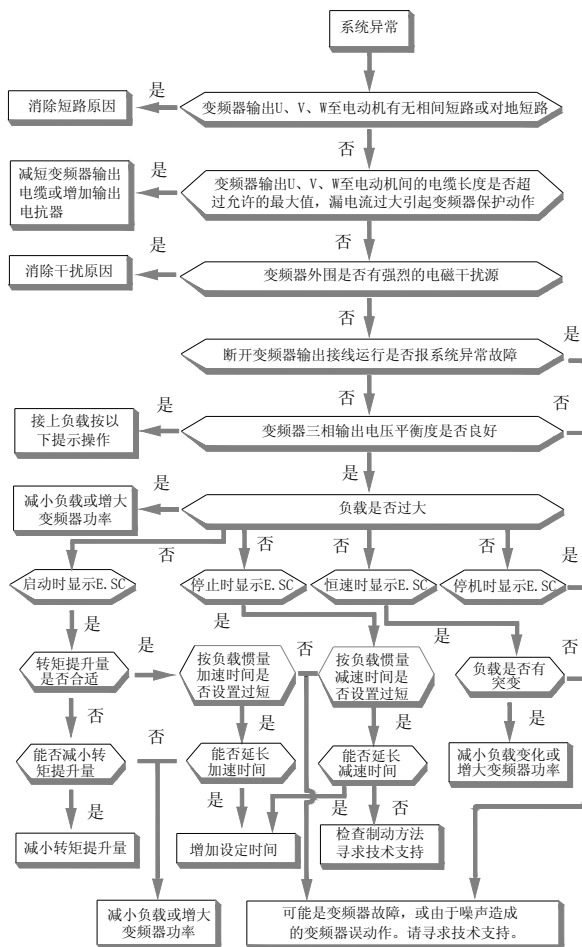 系统异常
是
消除短路原因
变频器输出U、V、W至电动机有无相间短路或对地短路
否
是
减短变频器输出
电缆或增加输出
电抗器
变频器输出U、V、W至电动机间的电缆长度是否超
过允许的最大值，漏电流过大引起变频器保护动作
否
是
消除干扰原因
变频器外围是否有强烈的电磁干扰源
否
是
断开变频器输出接线运行是否报系统异常故障
否
否
是
接上负载按以
下提示操作
变频器三相输出电压平衡度是否良好
是
是
减小负载或增大
变频器功率
负载是否过大
否
否
否
否
是
启动时显示E.SC
停止时显示E.SC
恒速时显示E.SC
停机时显示E.SC
是
是
是
是
否
否
转矩提升量
是否合适
按负载惯量
加速时间是
否设置过短
按负载惯量
减速时间是
否设置过短
负载是否有
突变
否
是
是
是
能否减小转
矩提升量
否
能否延长
加速时间
能否延长
减速时间
减小负载变化或
增大变频器功率
是
是
是
否
减小转矩提升量
增加设定时间
检查制动方法
寻求技术支持
减小负载或增大
变频器功率
可能是变频器故障，或由于噪声造成
的变频器误动作。请寻求技术支持。